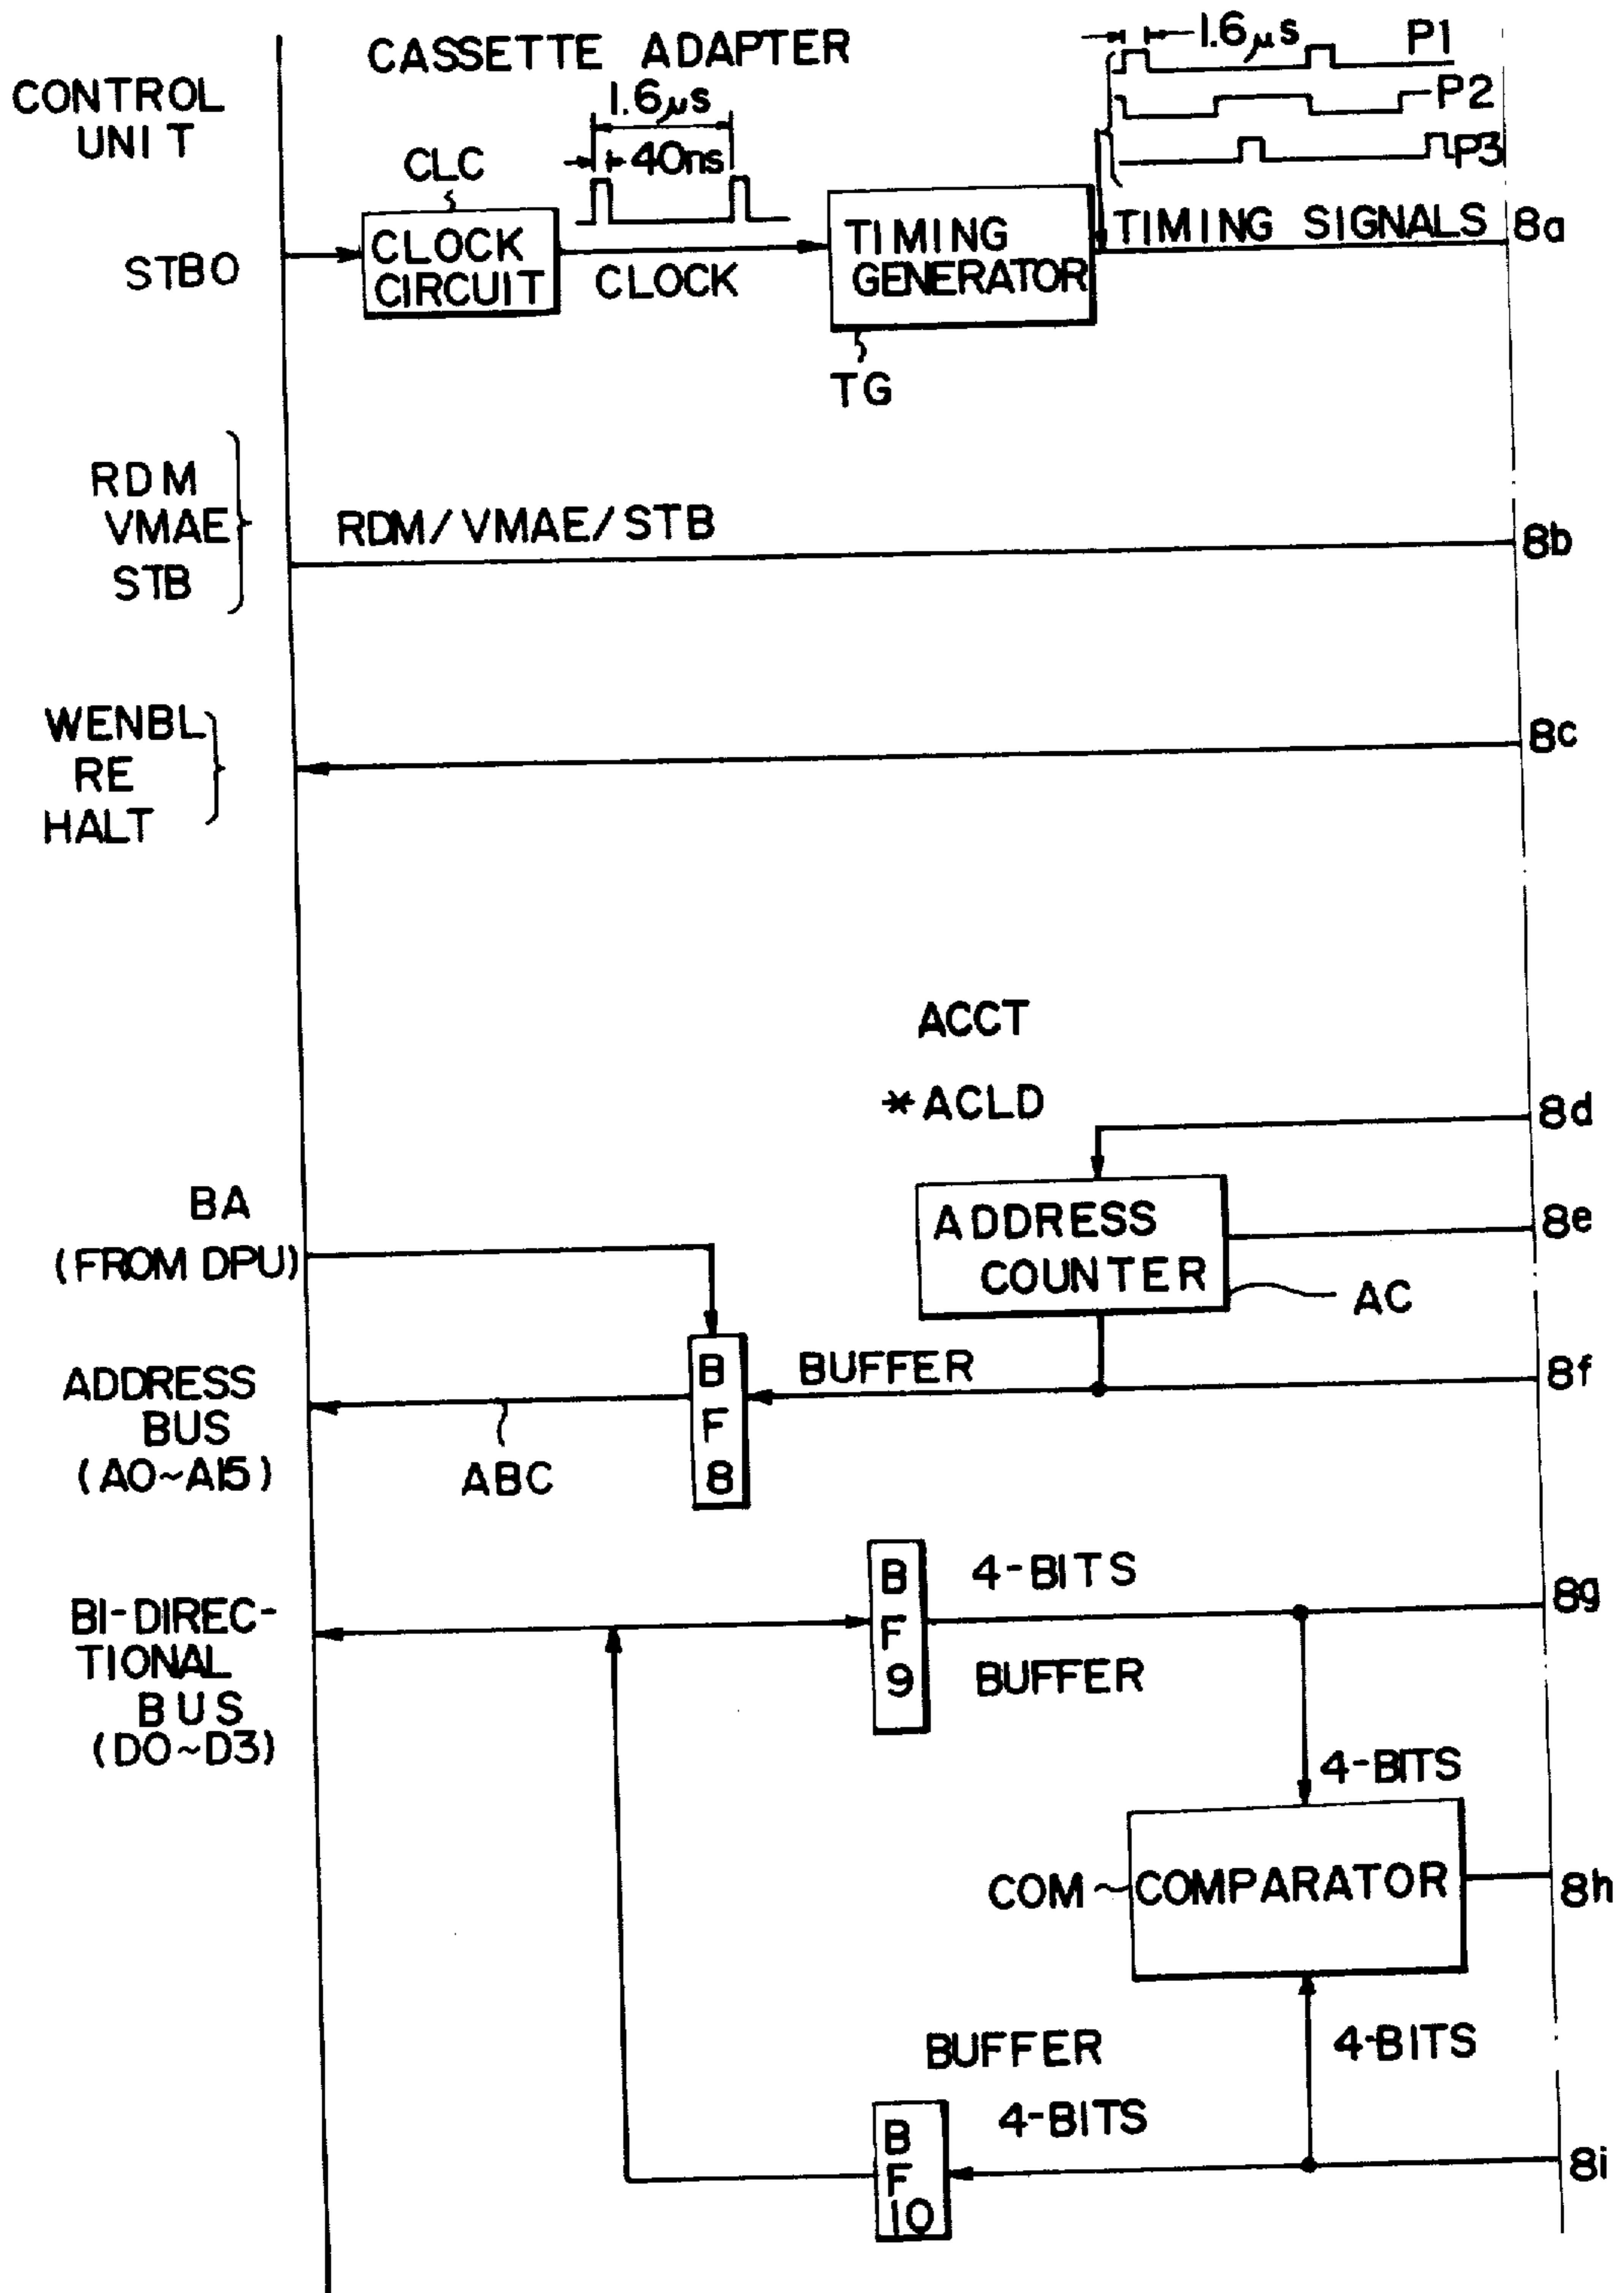 CASSETTE ADAPTER
CONTROL
UNIT
1.6μs
40ns
1.6μs
P1
P2
P3
CLC
STBO
CLOCK
CIRCUIT
CLOCK
TIMING
GENERATOR
TIMING SIGNALS
8a
TG
RDM
VMAE
STB
RDM/VMAE/STB
8b
WENBL
RE
HALT
8c
ACCT
*ACLD
8d
BA
(FROM DPU)
ADDRESS
COUNTER
8e
AC
ADDRESS
BUS
(A0~A15)
ABC
B
F
8
BUFFER
8f
BI-DIREC-
TIONAL
BUS
(D0~D3)
B
F
9
4-BITS
BUFFER
8g
4-BITS
COM
COMPARATOR
8h
BUFFER
4-BITS
4-BITS
B
F
10
8i